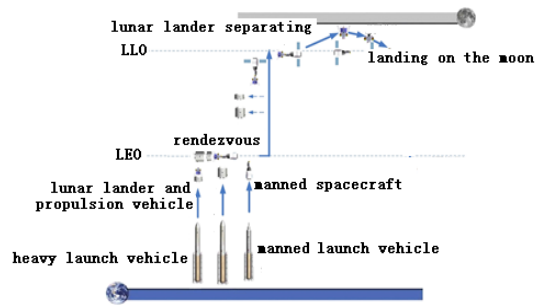 lunar lander separating
LLO
landing on the moon
rendezvous
LEO
lunar lander and
propulsion vehicle
manned spacecraft
heavy launch vehicle
manned launch vehicle